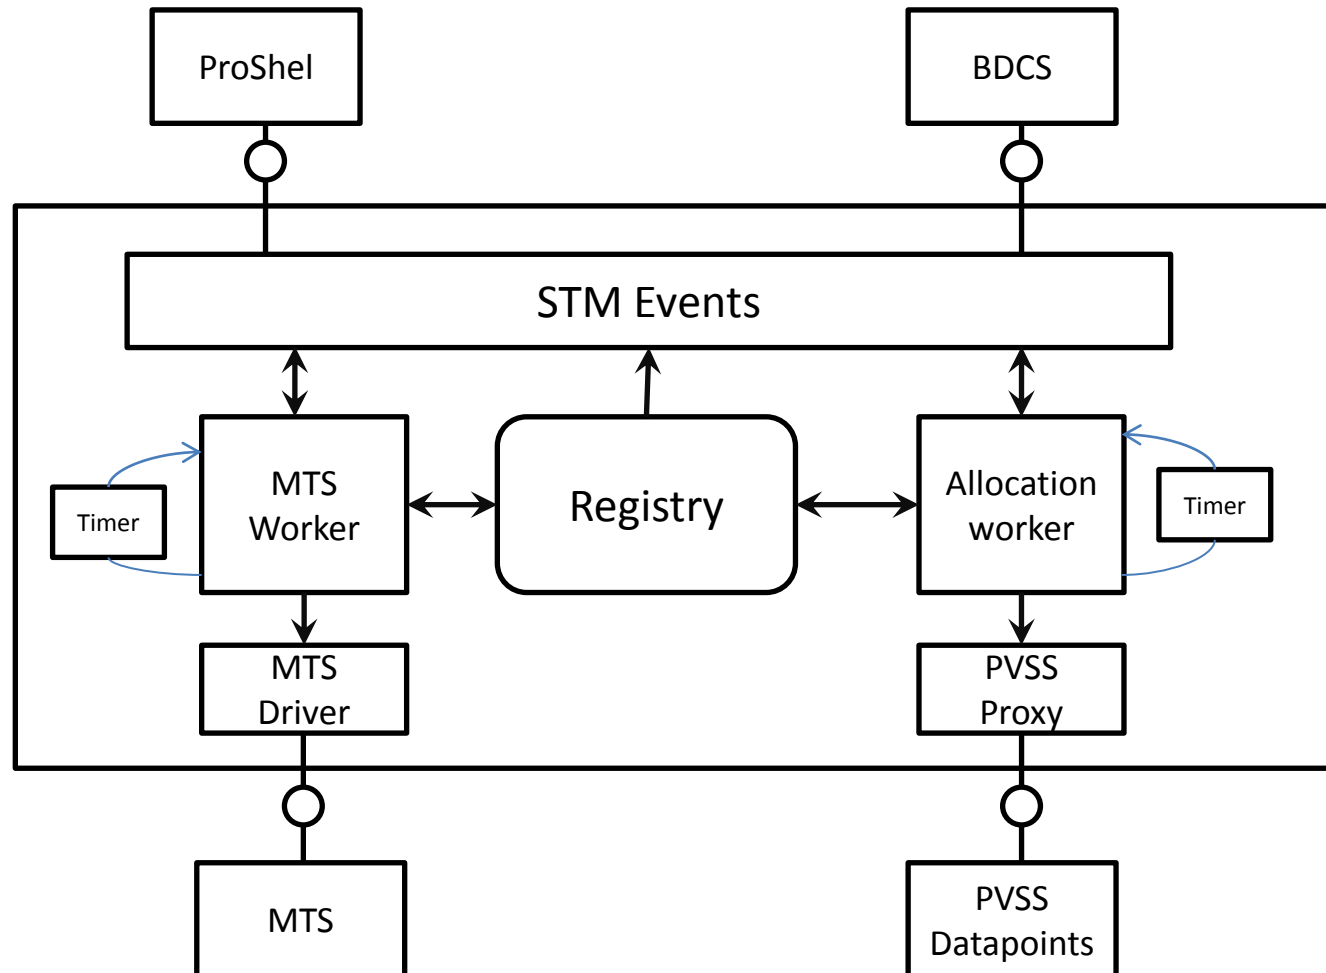 ProShel
BDCS
STM Events
MTS
Worker
Registry
Allocation
worker
Timer
Timer
MTS
Driver
PVSS
Proxy
MTS
PVSS
Datapoints